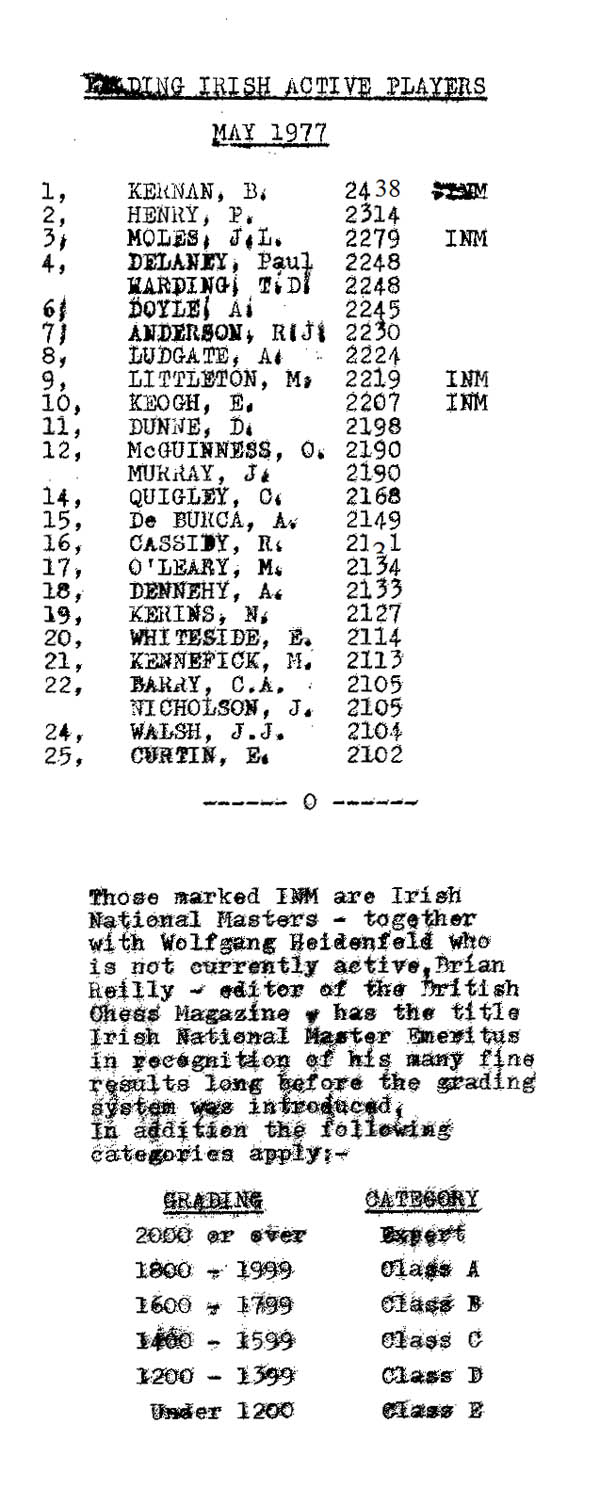 LEADING IRISH ACTIVE PLAYERS
MAY 1977
1, KERNAN, B. 2438 INM
2, HENRY, P. 2314
3, MOLES, J.L. 2279 INM
4, DELANEY, Paul 2248
HARDING, T.D. 2248
6, DOYLE, A. 2245
7, ANDERSON, R.J. 2230
8, LUDGATE, A. 2224
9, LITTLETON, M. 2219 INM
10, KEOGH, E. 2207 INM
11, DUNNE, D. 2198
12, McGUINNESS, O. 2190
MURRAY, J. 2190
14, QUIGLEY, C. 2168
15, De BURCA, A. 2149
16, CASSIDY, R.
17, O'LEARY, M. 2134
18, DENNEHY, A. 2133
19, KERINS, N. 2127
20, WHITESIDE, E. 2114
21, KENNEFICK, M. 2113
22, BARRY, C.A. 2105
NICHOLSON, J. 2105
24, WALSH, J.J. 2104
25, CURTIN, E. 2102
------ O ------
Those marked INM are Irish
National Masters - together
with Wolfgang Heidenfeld who
is not currently active, Brian
Reilly - editor of the British
Chess Magazine - has the title
Irish National Master Emeritus
in recognition of his many fine
results long before the grading
system was introduced,
In addition the following
categories apply:-
GRADING CATEGORY
2000 or over Expert
1800 - 1999 Class A
1600 - 1799 Class B
1400 - 1599 Class C
1200 - 1399 Class D
Under 1200 Class E